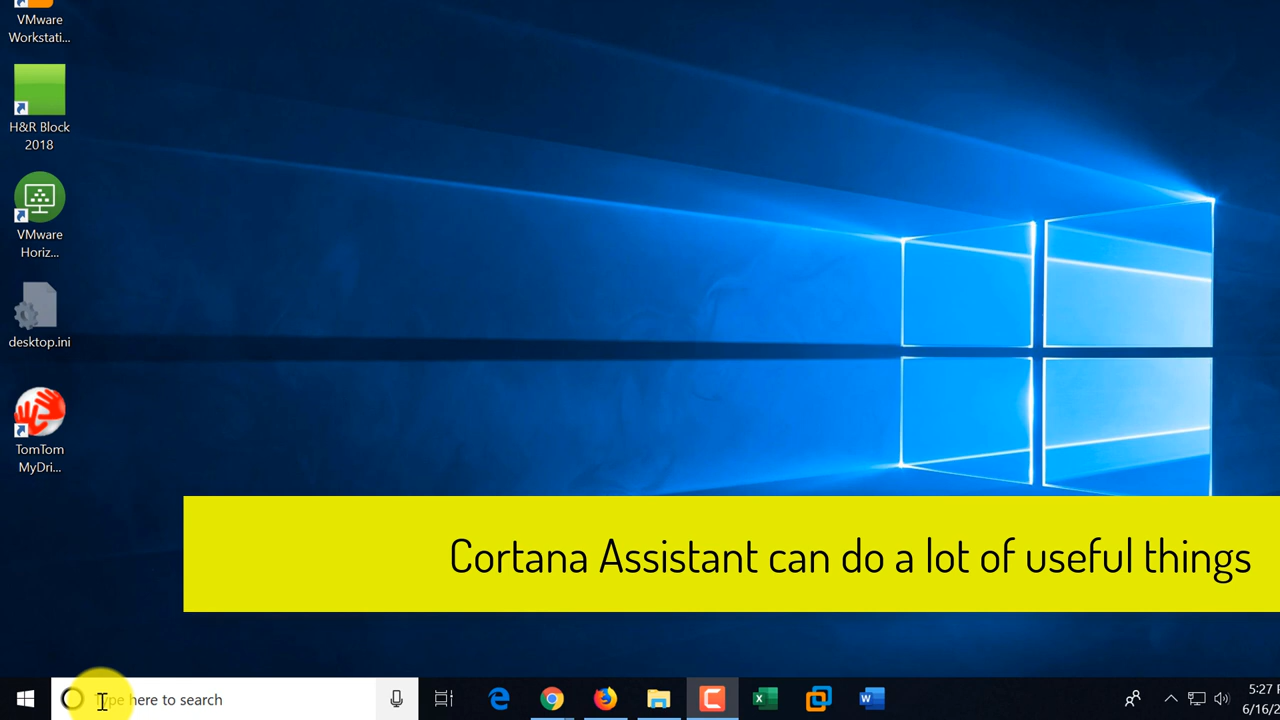 VMware
Workstati...
H&R Block
2018
VMware
Horiz...
desktop.ini
TomTom
MyDri...
Cortana Assistant can do a lot of useful things
Type here to search
5:27 P
6/16/2